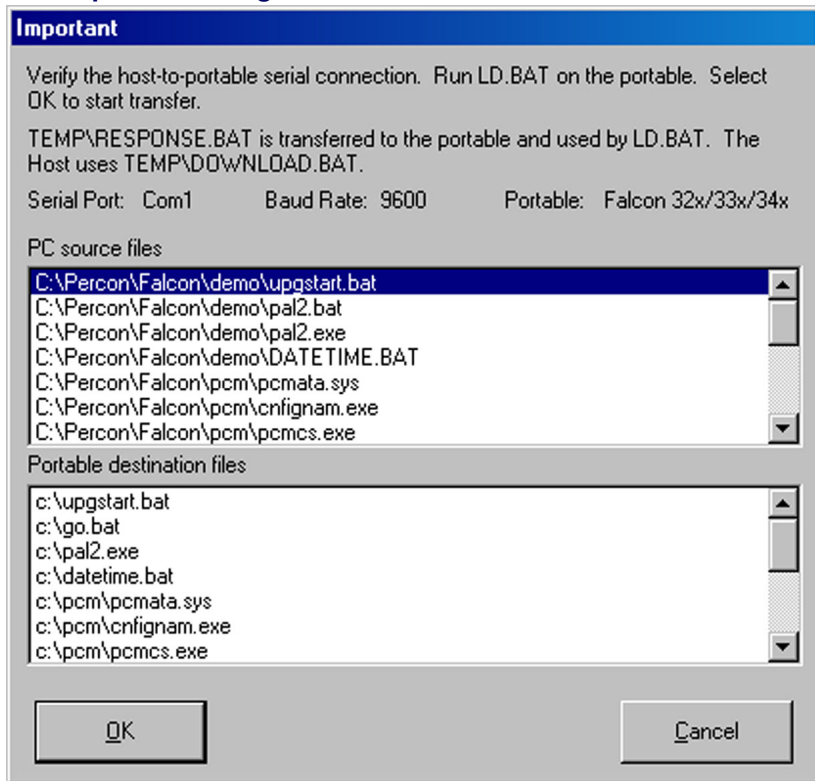 Important
Verify the host-to-portable serial connection.  Run LD.BAT on the portable.  Select
OK to start transfer.
TEMP\RESPONSE.BAT is transferred to the portable and used by LD.BAT.  The
Host uses TEMP\DOWNLOAD.BAT.
Serial Port:  Com1  Baud Rate:  9600  Portable:  Falcon 32x/33x/34x
PC source files
C:\Percon\Falcon\demo\upgstart.bat
C:\Percon\Falcon\demo\pal2.bat
C:\Percon\Falcon\demo\pal2.exe
C:\Percon\Falcon\demo\DATETIME.BAT
C:\Percon\Falcon\pcm\pcmata.sys
C:\Percon\Falcon\pcm\cnfignam.exe
C:\Percon\Falcon\pcm\pcmcs.exe
Portable destination files
c:\upgstart.bat
c:\go.bat
c:\pal2.exe
c:\datetime.bat
c:\pcm\pcmata.sys
c:\pcm\cnfignam.exe
c:\pcm\pcmcs.exe
OK  Cancel